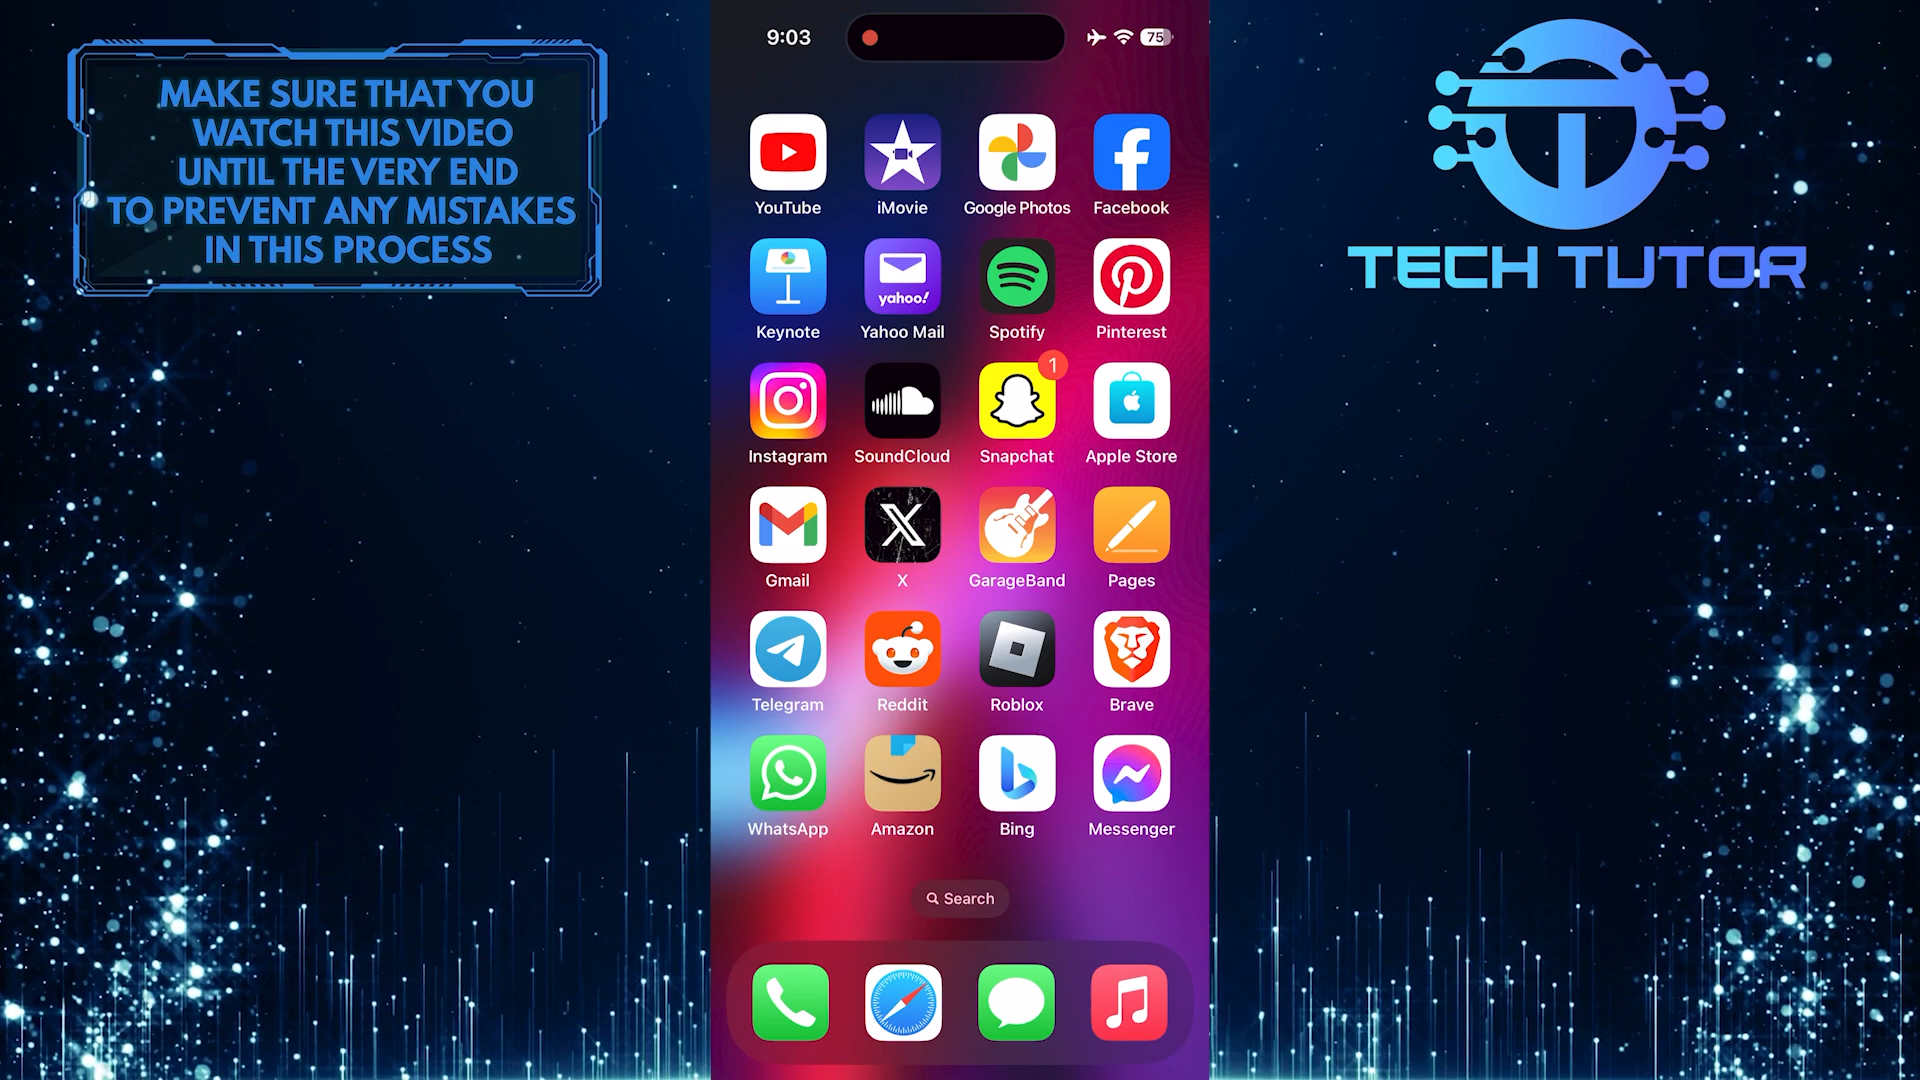 MAKE SURE THAT YOU
WATCH THIS VIDEO
UNTIL THE VERY END
TO PREVENT ANY MISTAKES
IN THIS PROCESS
9:03
75
TECH TUTOR
YouTube
iMovie
Google Photos
Facebook
yahoo!
Keynote
Yahoo Mail
Spotify
Pinterest
1
Instagram
SoundCloud
Snapchat
Apple Store
Gmail
X
GarageBand
Pages
Telegram
Reddit
Roblox
Brave
WhatsApp
Amazon
Bing
Messenger
Search